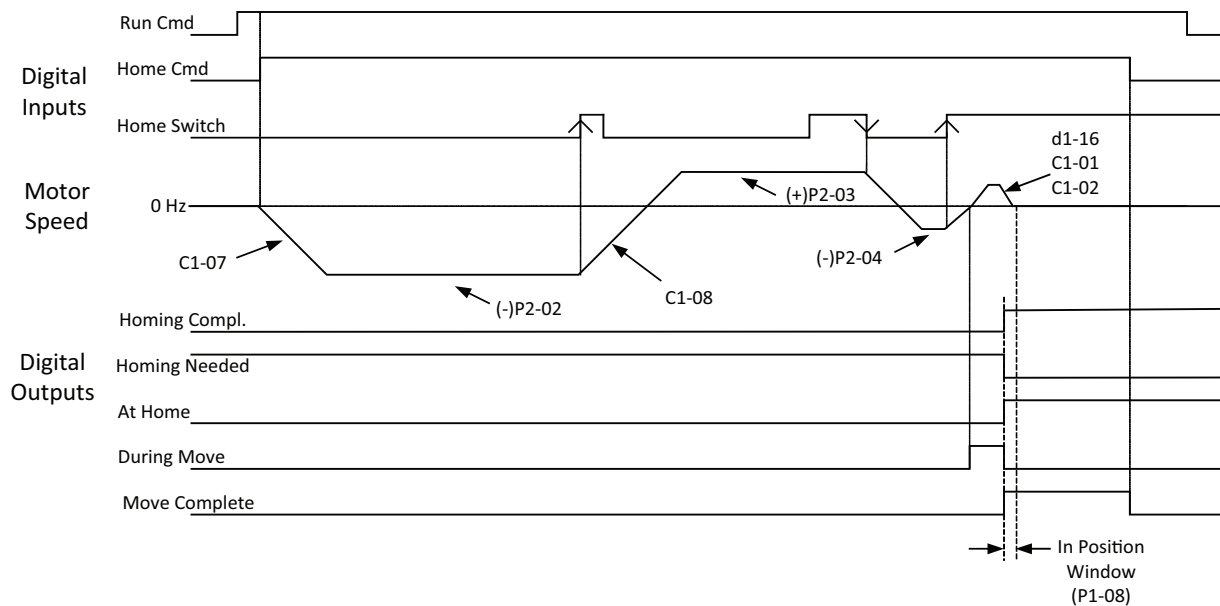 Run Cmd
Digital
Inputs
Home Cmd
Home Switch
d1-16
C1-01
C1-02
Motor
Speed
0 Hz
(+)P2-03
C1-07
(-)P2-04
(-)P2-02
C1-08
Homing Compl.
Digital
Outputs
Homing Needed
At Home
During Move
Move Complete
In Position
Window
(P1-08)